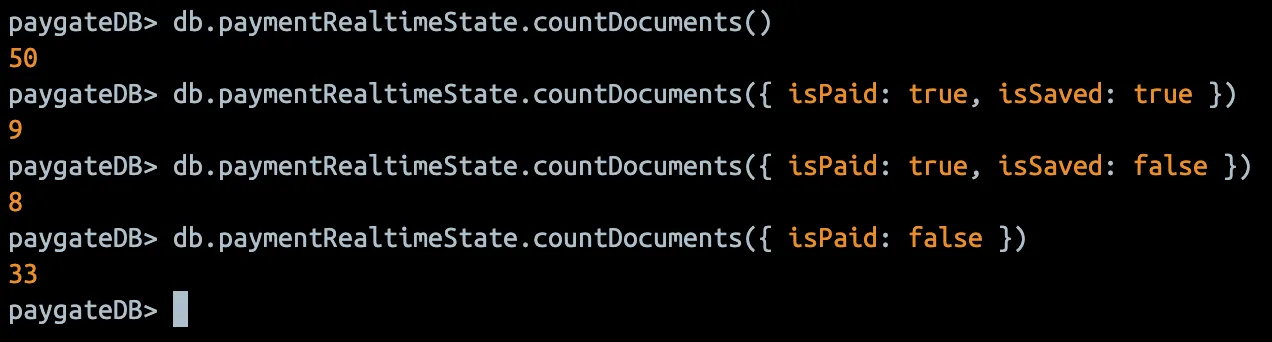 paygateDB> db.paymentRealtimeState.countDocuments()
50
paygateDB> db.paymentRealtimeState.countDocuments({ isPaid: true, isSaved: true })
9
paygateDB> db.paymentRealtimeState.countDocuments({ isPaid: true, isSaved: false })
8
paygateDB> db.paymentRealtimeState.countDocuments({ isPaid: false })
33
paygateDB>